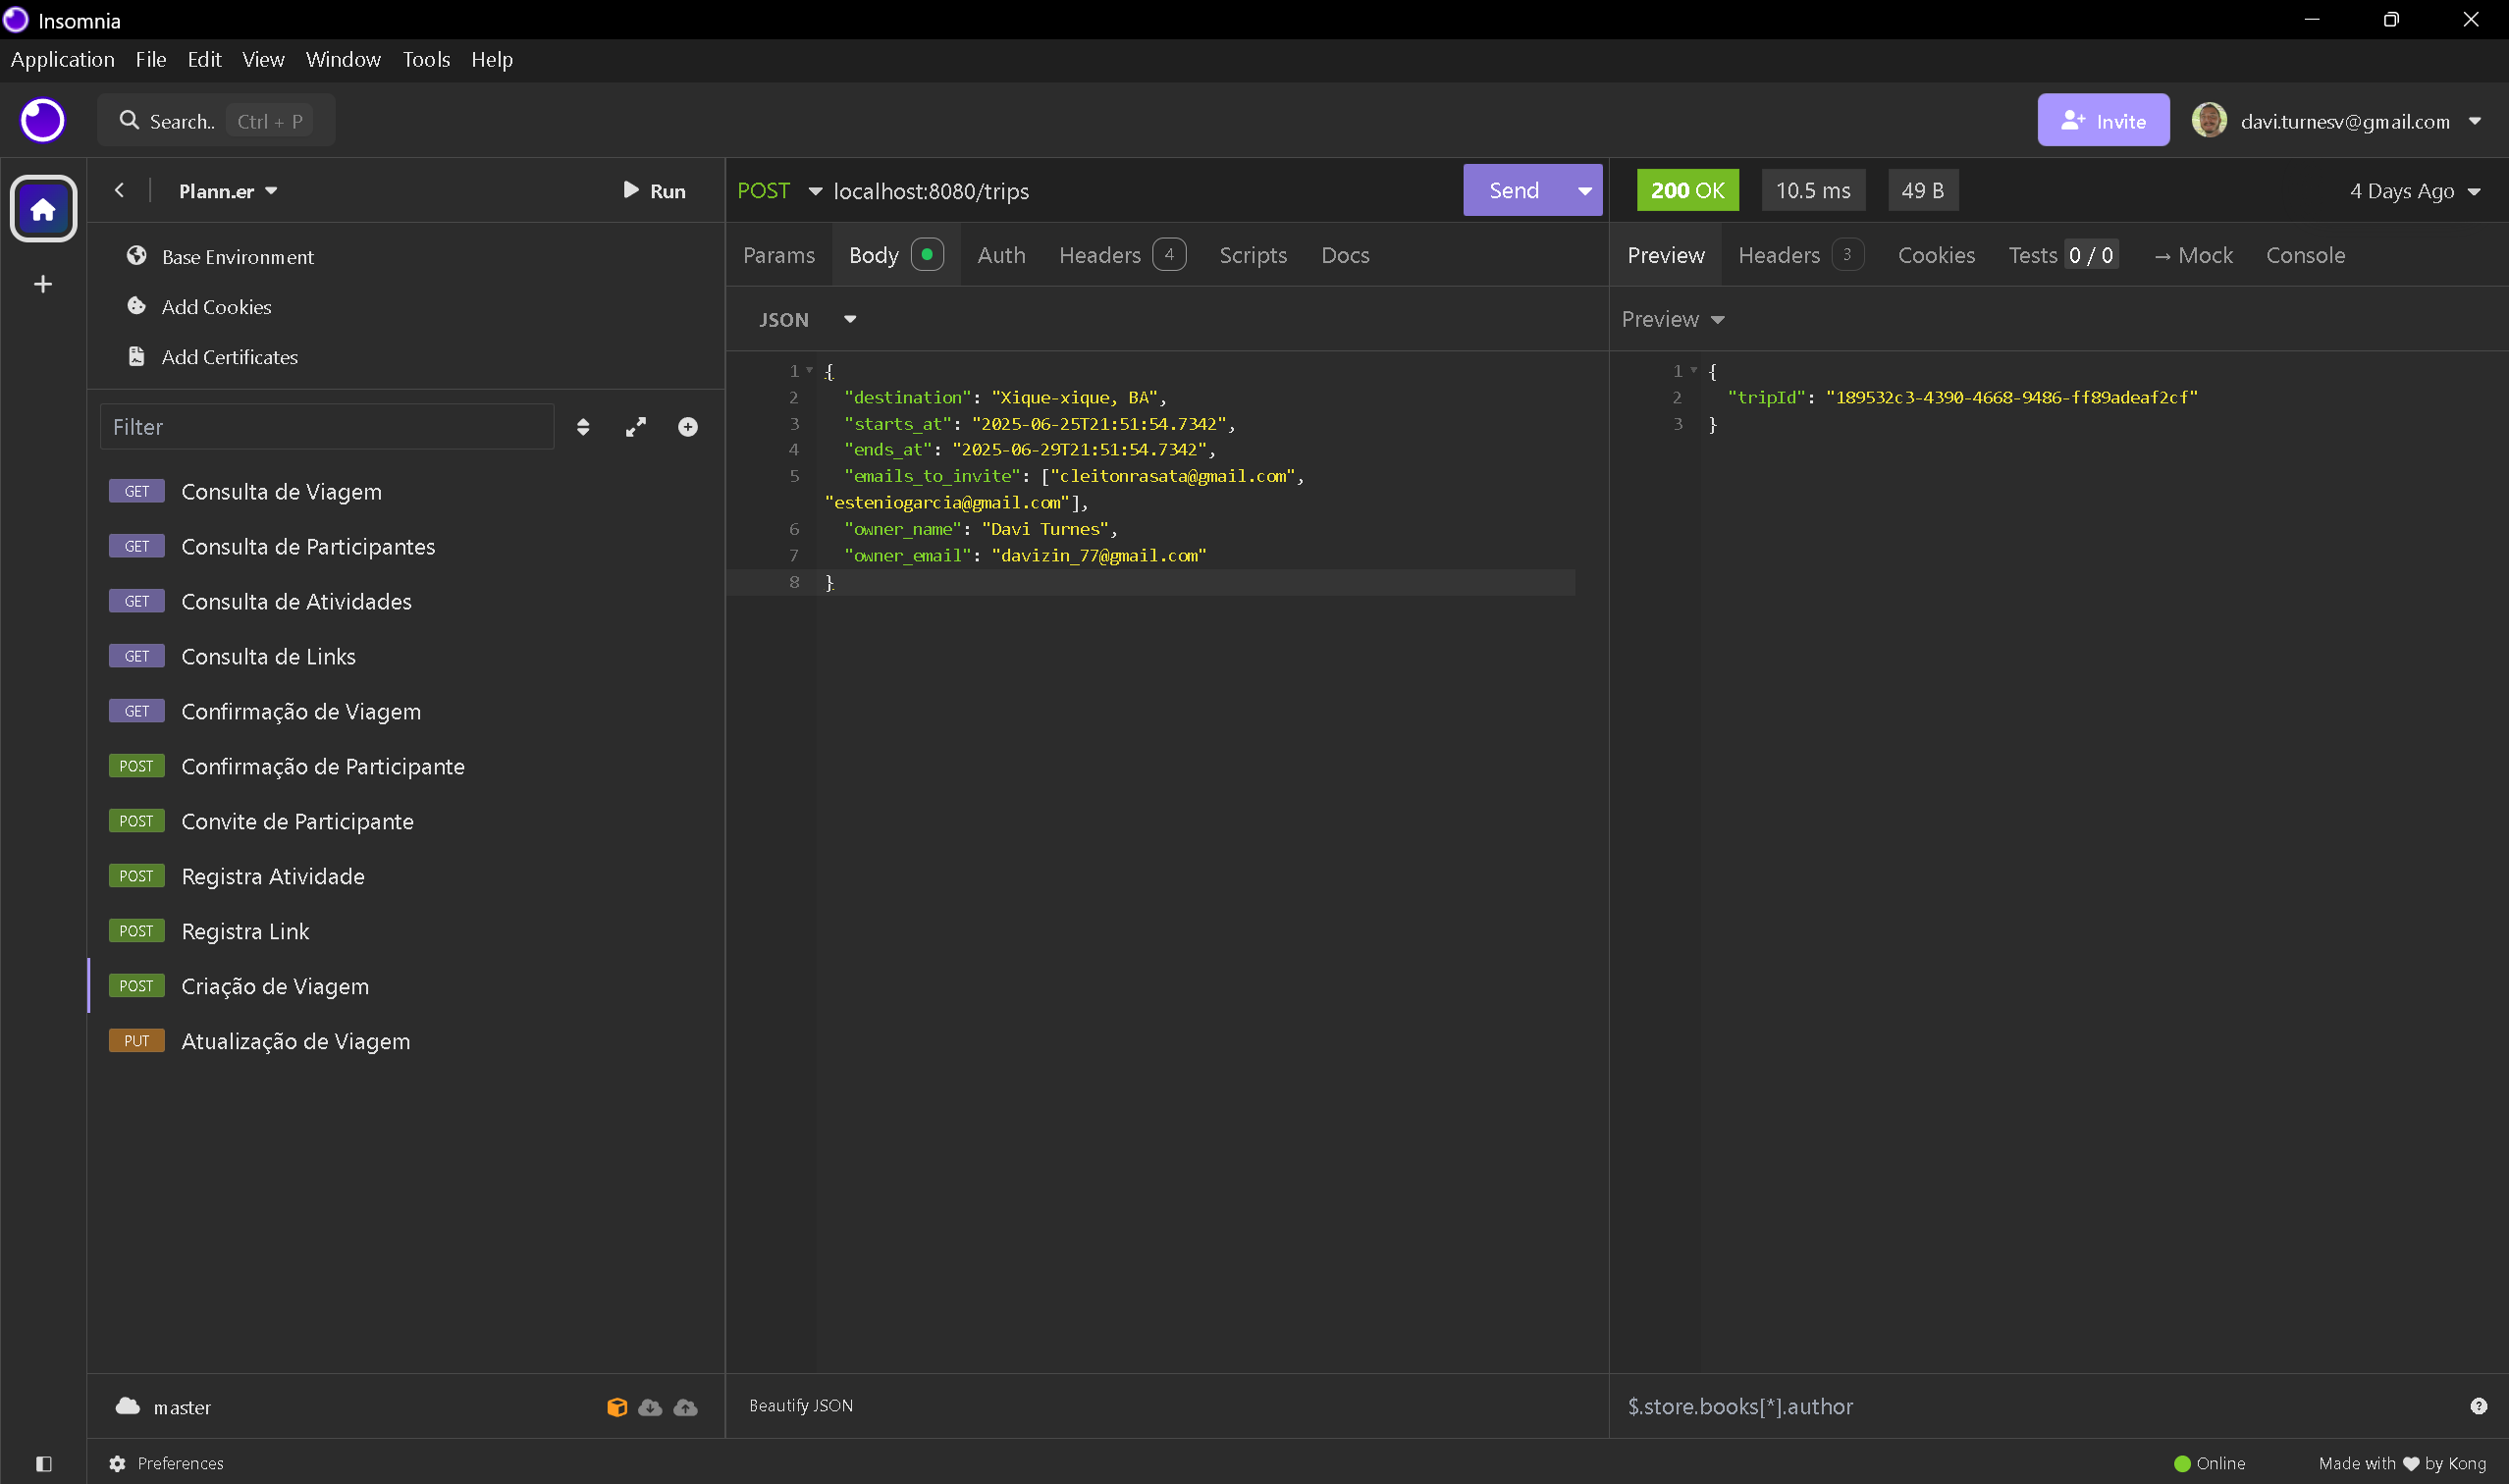 Insomnia
Application File Edit View Window Tools Help
Search.. Ctrl + P
Invite
davi.turnesv@gmail.com
Plann.er
Run
Base Environment
Add Cookies
Add Certificates
Filter
GET Consulta de Viagem
GET Consulta de Participantes
GET Consulta de Atividades
GET Consulta de Links
GET Confirmação de Viagem
POST Confirmação de Participante
POST Convite de Participante
POST Registra Atividade
POST Registra Link
POST Criação de Viagem
PUT Atualização de Viagem
master
Preferences
POST localhost:8080/trips
Send
Params Body Auth Headers 4 Scripts Docs
JSON
1 {
2 "destination": "Xique-xique, BA",
3 "starts_at": "2025-06-25T21:51:54.7342",
4 "ends_at": "2025-06-29T21:51:54.7342",
5 "emails_to_invite": ["cleitonrasata@gmail.com",
"esteniogarcia@gmail.com"],
6 "owner_name": "Davi Turnes",
7 "owner_email": "davizin_77@gmail.com"
8 }
Beautify JSON
200 OK 10.5 ms 49 B 4 Days Ago
Preview Headers 3 Cookies Tests 0 / 0 → Mock Console
Preview
1 {
2 "tripId": "189532c3-4390-4668-9486-ff89adeaf2cf"
3 }
$.store.books[*].author
?
Online
Made with ♥ by Kong